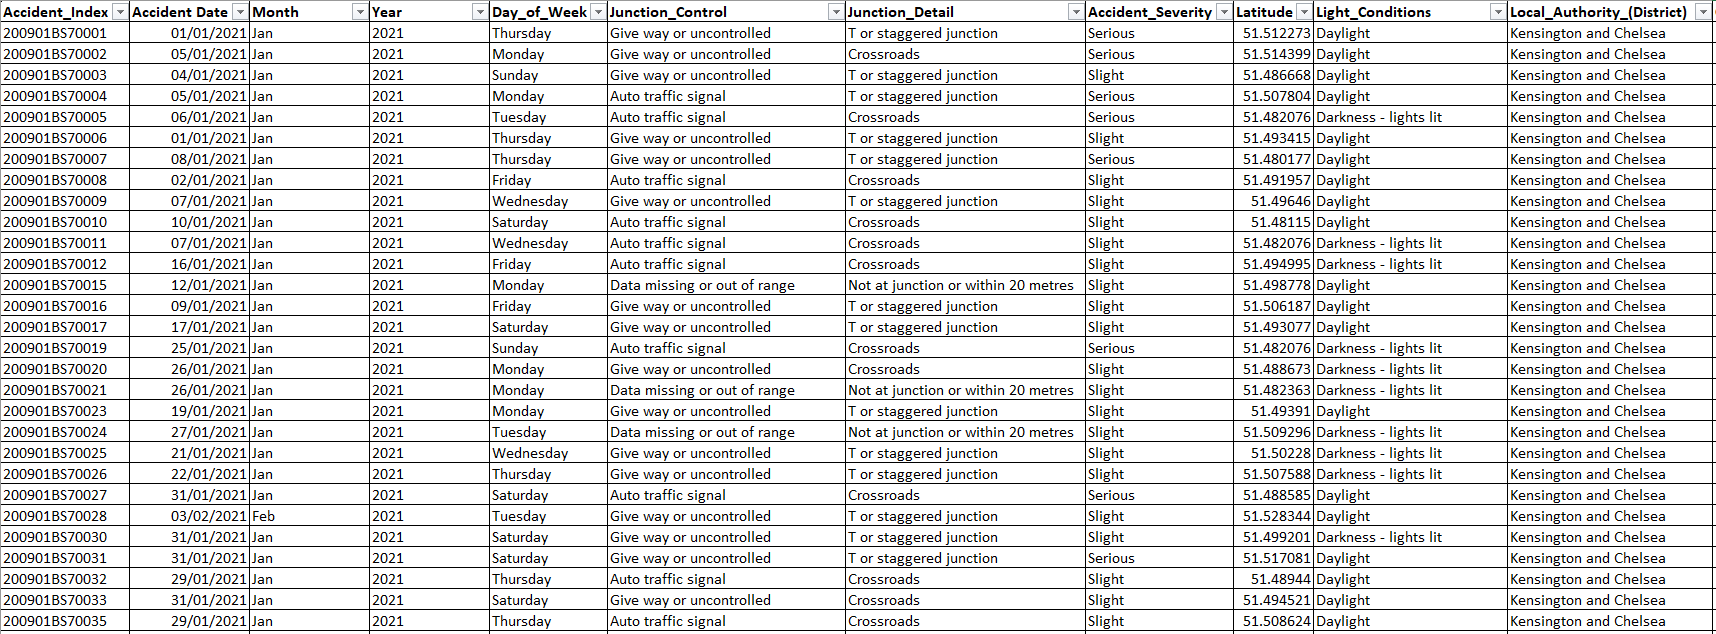 Accident_Index Accident Date Month Year Day_of_Week Junction_Control Junction_Detail Accident_Severity Latitude Light_Conditions Local_Authority_(District)
200901BS70001 01/01/2021 Jan 2021 Thursday Give way or uncontrolled T or staggered junction Serious 51.512273 Daylight Kensington and Chelsea
200901BS70002 05/01/2021 Jan 2021 Monday Give way or uncontrolled Crossroads Serious 51.514399 Daylight Kensington and Chelsea
200901BS70003 04/01/2021 Jan 2021 Sunday Give way or uncontrolled T or staggered junction Slight 51.486668 Daylight Kensington and Chelsea
200901BS70004 05/01/2021 Jan 2021 Monday Auto traffic signal T or staggered junction Serious 51.507804 Daylight Kensington and Chelsea
200901BS70005 06/01/2021 Jan 2021 Tuesday Auto traffic signal Crossroads Serious 51.482076 Darkness - lights lit Kensington and Chelsea
200901BS70006 01/01/2021 Jan 2021 Thursday Give way or uncontrolled T or staggered junction Slight 51.493415 Daylight Kensington and Chelsea
200901BS70007 08/01/2021 Jan 2021 Thursday Give way or uncontrolled T or staggered junction Serious 51.480177 Daylight Kensington and Chelsea
200901BS70008 02/01/2021 Jan 2021 Friday Auto traffic signal Crossroads Slight 51.491957 Daylight Kensington and Chelsea
200901BS70009 07/01/2021 Jan 2021 Wednesday Give way or uncontrolled T or staggered junction Slight 51.49646 Daylight Kensington and Chelsea
200901BS70010 10/01/2021 Jan 2021 Saturday Auto traffic signal Crossroads Slight 51.48115 Daylight Kensington and Chelsea
200901BS70011 07/01/2021 Jan 2021 Wednesday Auto traffic signal Crossroads Slight 51.482076 Darkness - lights lit Kensington and Chelsea
200901BS70012 16/01/2021 Jan 2021 Friday Auto traffic signal Crossroads Slight 51.494995 Darkness - lights lit Kensington and Chelsea
200901BS70015 12/01/2021 Jan 2021 Monday Data missing or out of range Not at junction or within 20 metres Slight 51.498778 Daylight Kensington and Chelsea
200901BS70016 09/01/2021 Jan 2021 Friday Give way or uncontrolled T or staggered junction Slight 51.506187 Daylight Kensington and Chelsea
200901BS70017 17/01/2021 Jan 2021 Saturday Give way or uncontrolled T or staggered junction Slight 51.493077 Daylight Kensington and Chelsea
200901BS70019 25/01/2021 Jan 2021 Sunday Auto traffic signal Crossroads Serious 51.482076 Darkness - lights lit Kensington and Chelsea
200901BS70020 26/01/2021 Jan 2021 Monday Give way or uncontrolled Crossroads Slight 51.488673 Darkness - lights lit Kensington and Chelsea
200901BS70021 26/01/2021 Jan 2021 Monday Data missing or out of range Not at junction or within 20 metres Slight 51.482363 Darkness - lights lit Kensington and Chelsea
200901BS70023 19/01/2021 Jan 2021 Monday Give way or uncontrolled T or staggered junction Slight 51.49391 Daylight Kensington and Chelsea
200901BS70024 27/01/2021 Jan 2021 Tuesday Data missing or out of range Not at junction or within 20 metres Slight 51.509296 Darkness - lights lit Kensington and Chelsea
200901BS70025 21/01/2021 Jan 2021 Wednesday Give way or uncontrolled T or staggered junction Slight 51.50228 Darkness - lights lit Kensington and Chelsea
200901BS70026 22/01/2021 Jan 2021 Thursday Give way or uncontrolled T or staggered junction Slight 51.507588 Darkness - lights lit Kensington and Chelsea
200901BS70027 31/01/2021 Jan 2021 Saturday Auto traffic signal Crossroads Serious 51.488585 Daylight Kensington and Chelsea
200901BS70028 03/02/2021 Feb 2021 Tuesday Give way or uncontrolled T or staggered junction Slight 51.528344 Daylight Kensington and Chelsea
200901BS70030 31/01/2021 Jan 2021 Saturday Give way or uncontrolled T or staggered junction Slight 51.499201 Darkness - lights lit Kensington and Chelsea
200901BS70031 31/01/2021 Jan 2021 Saturday Give way or uncontrolled T or staggered junction Serious 51.517081 Daylight Kensington and Chelsea
200901BS70032 29/01/2021 Jan 2021 Thursday Auto traffic signal Crossroads Slight 51.48944 Daylight Kensington and Chelsea
200901BS70033 31/01/2021 Jan 2021 Saturday Give way or uncontrolled Crossroads Slight 51.494521 Daylight Kensington and Chelsea
200901BS70035 29/01/2021 Jan 2021 Thursday Auto traffic signal Crossroads Slight 51.508624 Daylight Kensington and Chelsea